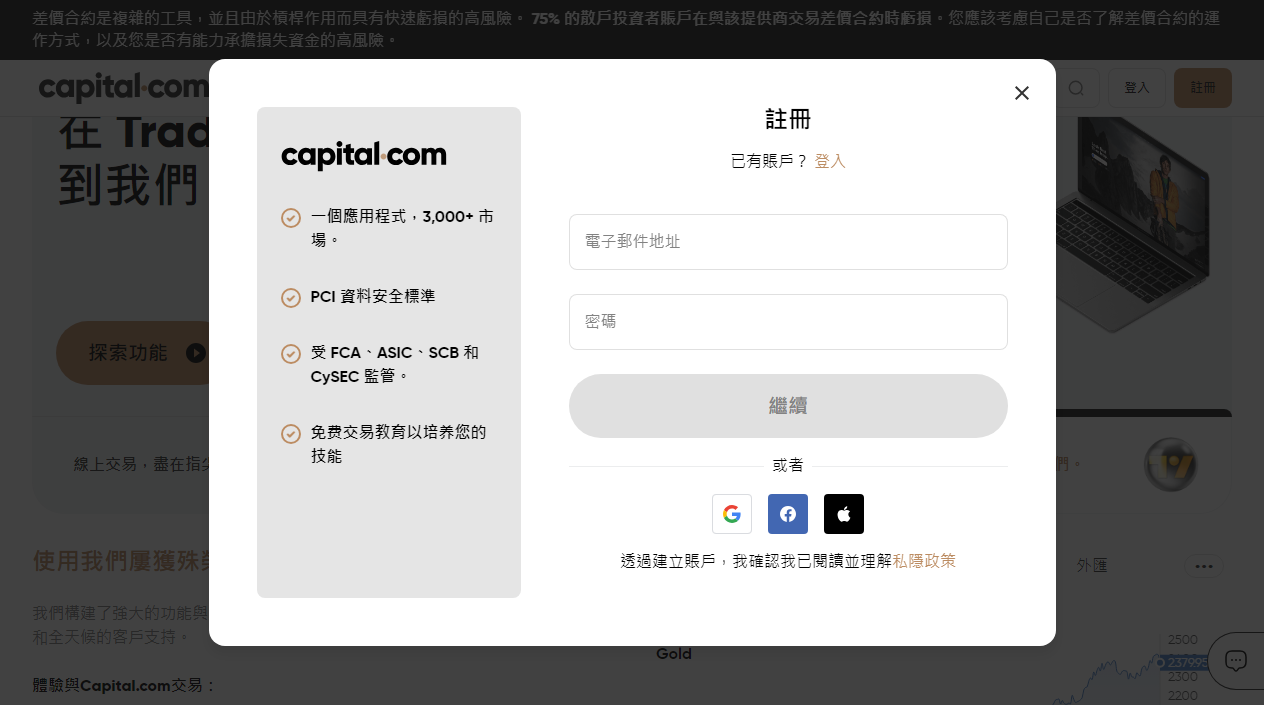 差價合約是複雜的工具，並且由於槓桿作用而具有快速虧損的高風險。 75% 的散戶投資者賬戶在與該提供商交易差價合約時虧損。您應該考慮自己是否了解差價合約的運
作方式，以及您是否有能力承擔損失資金的高風險。
capital.com
登入
註冊
在 Trad
到我們
探索功能
線上交易，盡在指尖
們。
使用我們屢獲殊榮
我們構建了強大的功能與
和全天候的客戶支持。
體驗與Capital.com交易：
capital.com
一個應用程式，3,000+ 市
場。
PCI 資料安全標準
受 FCA、ASIC、SCB 和
CySEC 監管。
免费交易教育以培养您的
技能
註冊
已有賬戶？ 登入
電子郵件地址
密碼
繼續
或者
透過建立賬戶，我確認我已閱讀並理解私隱政策
外匯
Gold
2500
2379.95
2300
2200